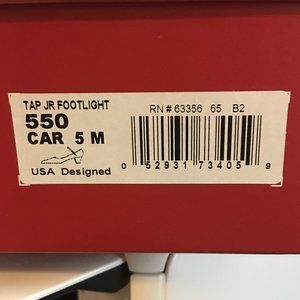 TAP JR FOOTLIGHT
550
CAR 5 M
USA Designed
RN # 63356 65 B2
0 52931 73405 9